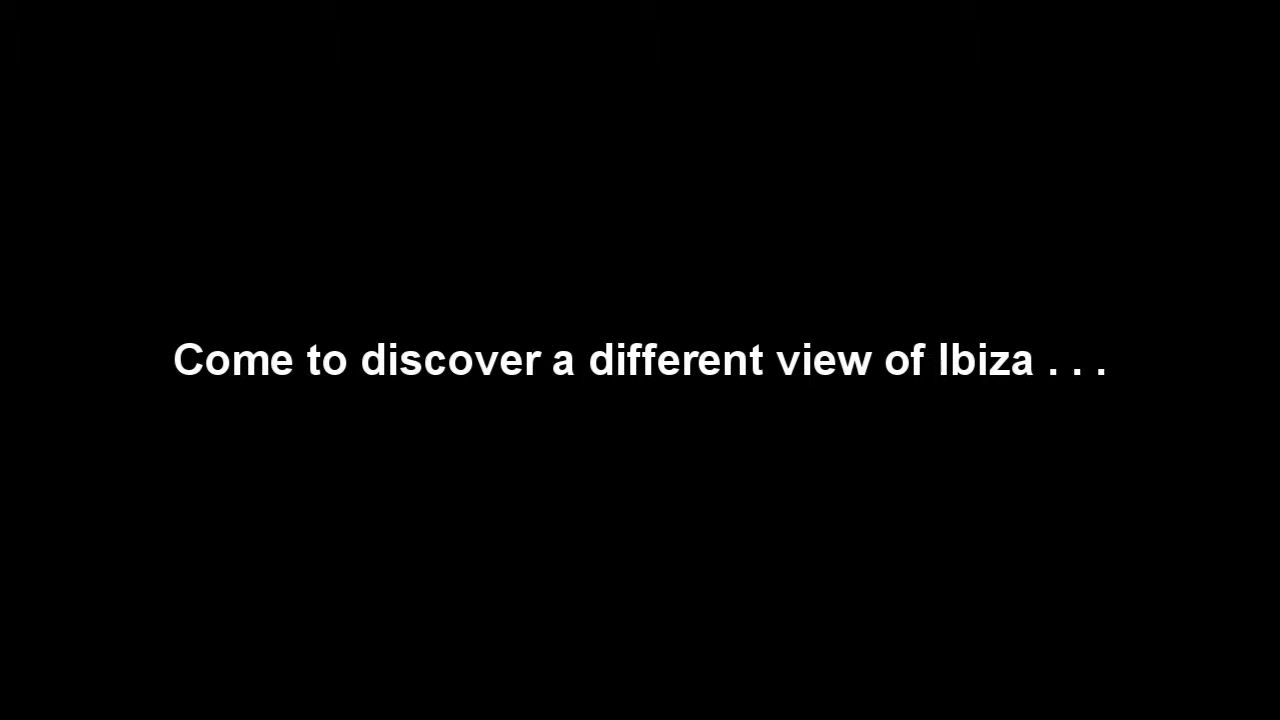 Come to discover a different view of Ibiza . . .